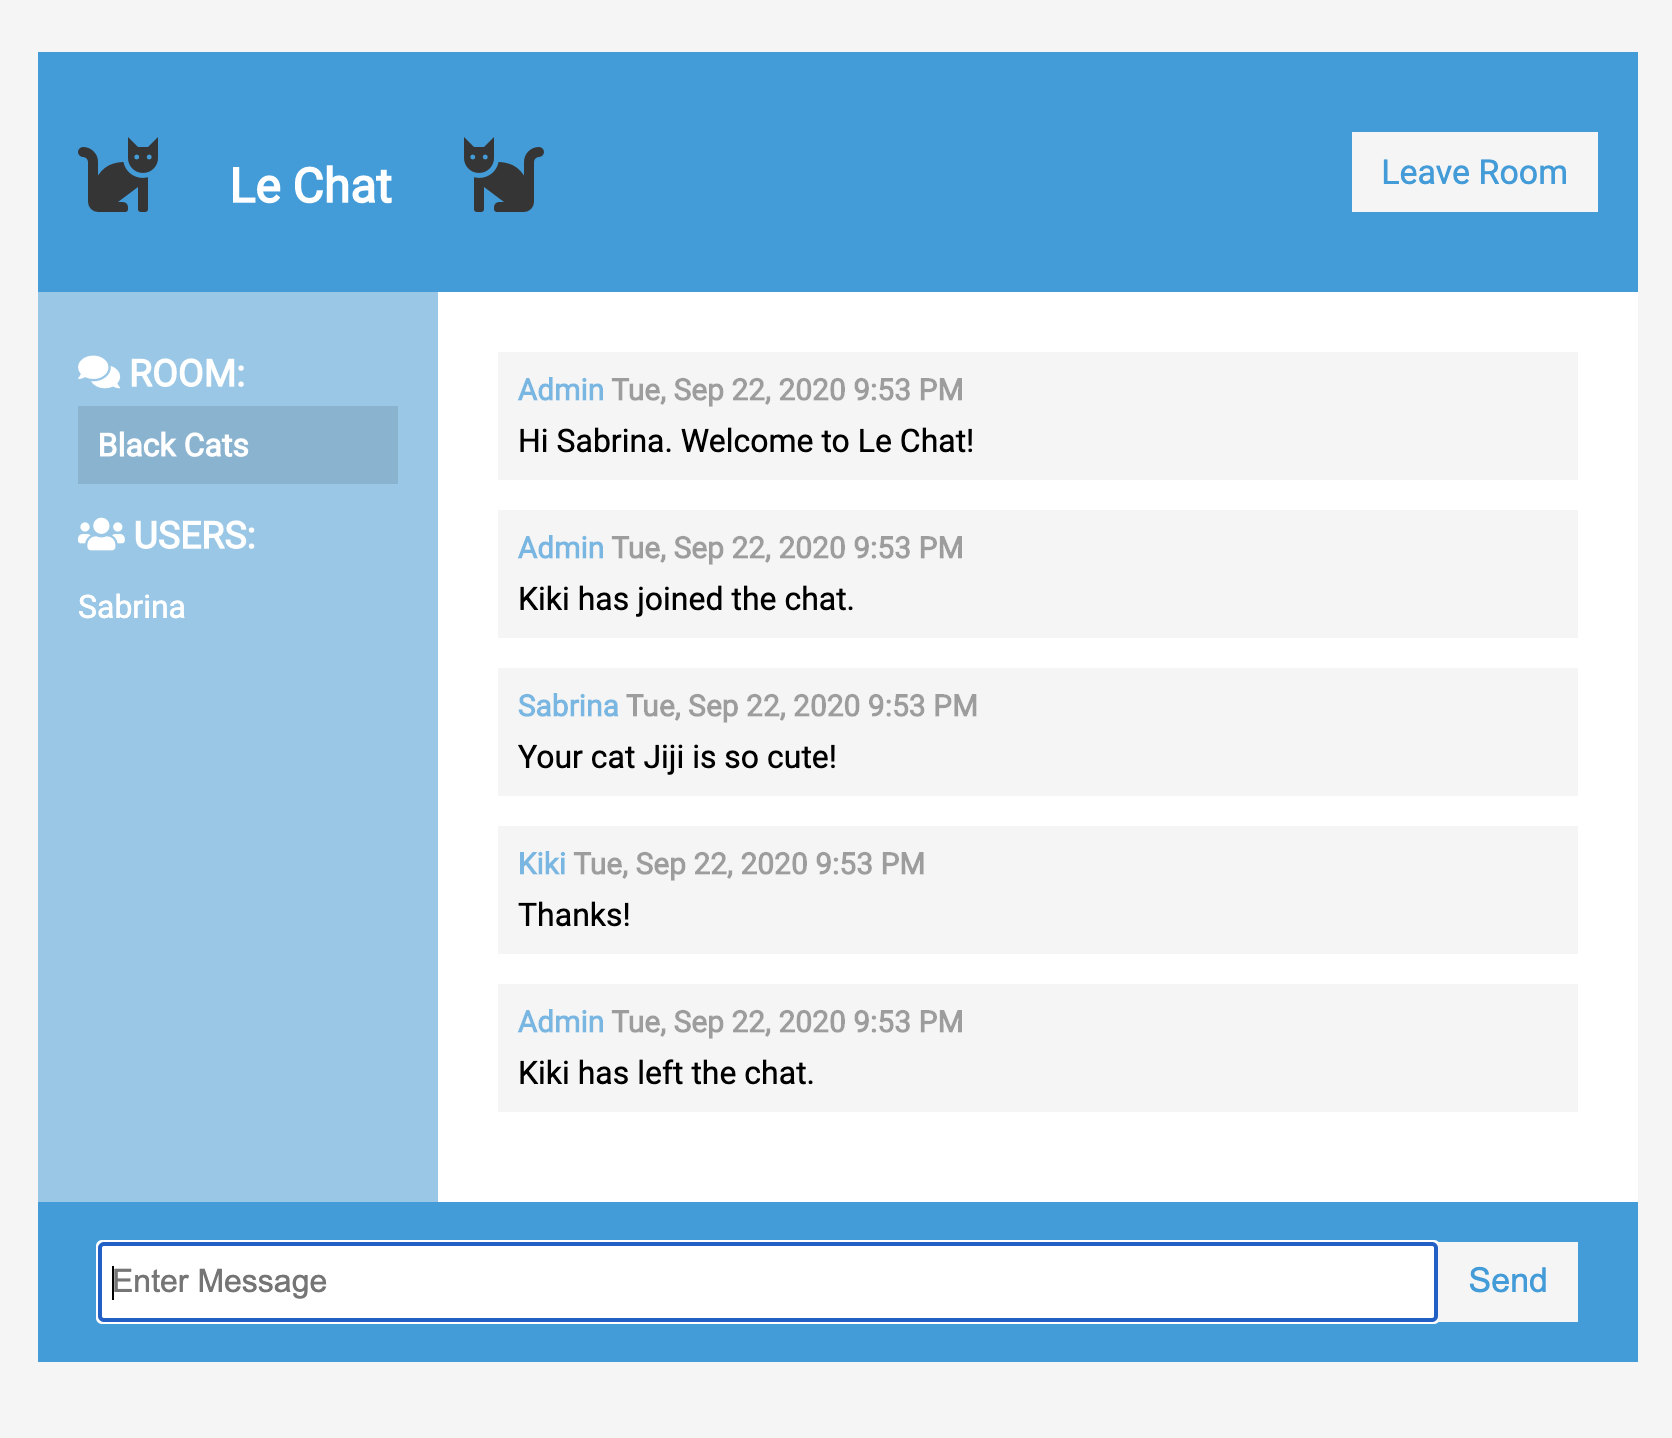 Le Chat
Leave Room
ROOM:
Black Cats
USERS:
Sabrina
Admin Tue, Sep 22, 2020 9:53 PM
Hi Sabrina. Welcome to Le Chat!
Admin Tue, Sep 22, 2020 9:53 PM
Kiki has joined the chat.
Sabrina Tue, Sep 22, 2020 9:53 PM
Your cat Jiji is so cute!
Kiki Tue, Sep 22, 2020 9:53 PM
Thanks!
Admin Tue, Sep 22, 2020 9:53 PM
Kiki has left the chat.
Enter Message
Send